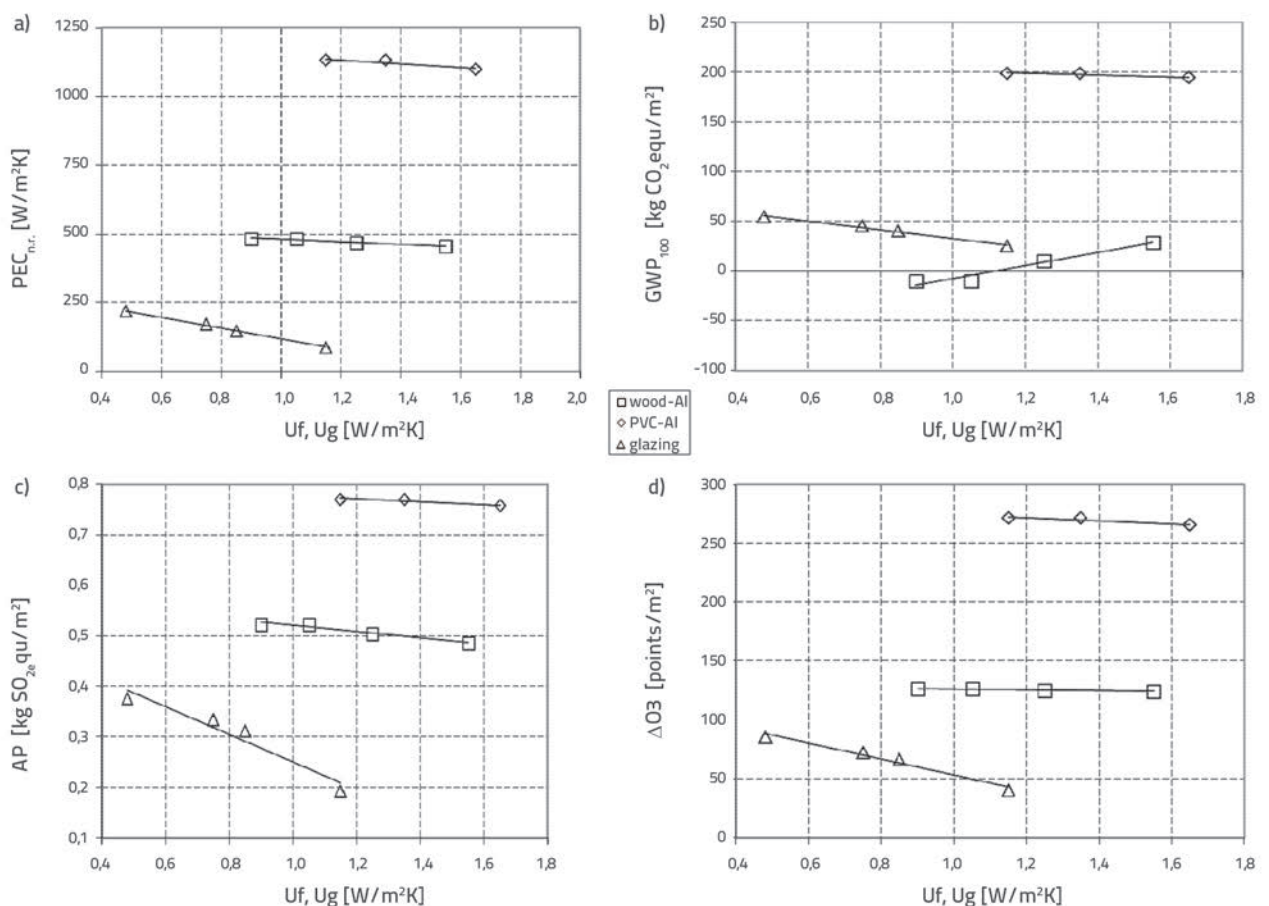 a)
1250
1000
750
500
250
0
PEC n.r. [W/m²K]
0,4 0,6 0,8 1,0 1,2 1,4 1,6 2,0
Uf, Ug [W/m²K]
b)
250
200
150
100
50
0
-50
-100
GWP100 [kg CO2equ/m²]
0,4 0,6 0,8 1,0 1,2 1,4 1,6 1,8
Uf, Ug [W/m²K]
wood-Al
PVC-Al
glazing
c)
0,8
0,7
0,6
0,5
0,4
0,3
0,2
0,1
AP [kg SO2equ/m²]
0,4 0,6 0,8 1,0 1,2 1,4 1,6 1,8
Uf, Ug [W/m²K]
d)
300
250
200
150
100
50
0
ΔO3 [points/m²]
0,4 0,6 0,8 1,0 1,2 1,4 1,6 1,8
Uf, Ug [W/m²K]